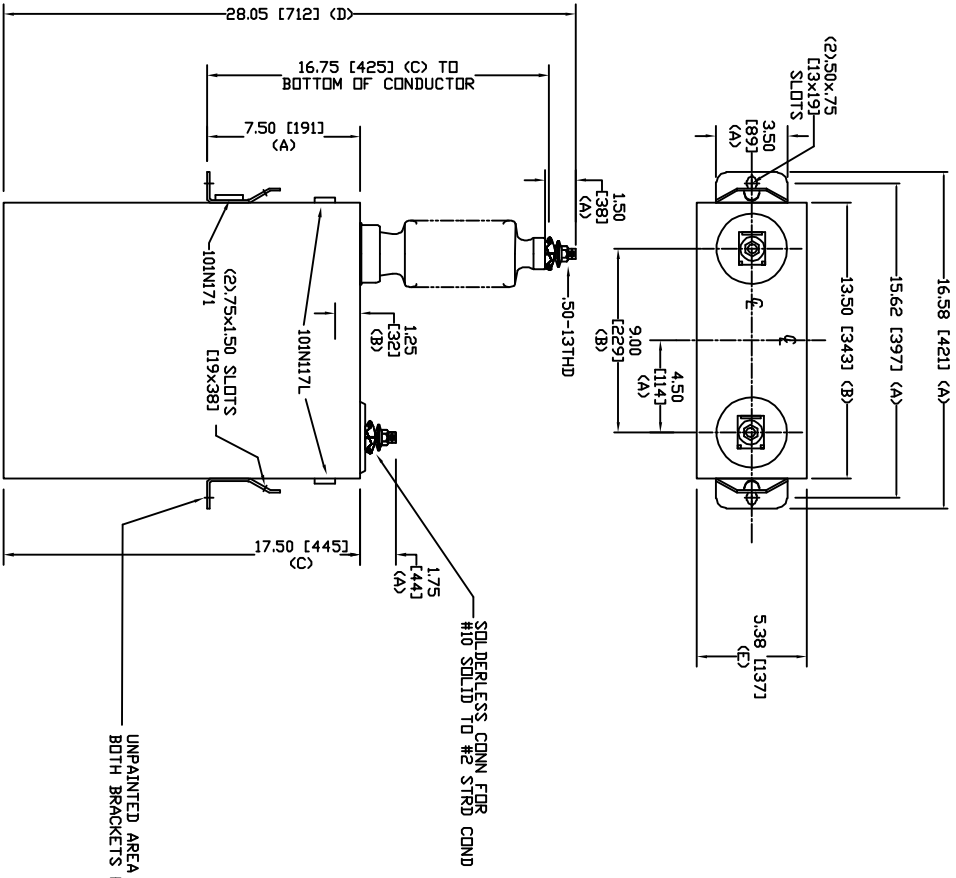 28.05 [712] (D)
16.75 [425] (C) TO
BOTTOM OF CONDUCTOR
7.50 [191]
(A)
(2).50x.75
[13x19]
SLOTS
3.50
[89]
(A)
16.58 [421] (A)
15.62 [397] (A)
13.50 [343] (B)
1.50
[38]
(A)
.50-13THD
9.00
[229]
(B)
4.50
[114]
(A)
℄
℄
5.38 [137]
(E)
101N171
(2).75x1.50 SLOTS
[19x38]
101N117L
1.25
[32]
(B)
17.50 [445]
(C)
1.75
[44]
(A)
SOLDERLESS CONN FOR
#10 SOLID TO #2 STRD COND
UNPAINTED AREA
BOTH BRACKETS